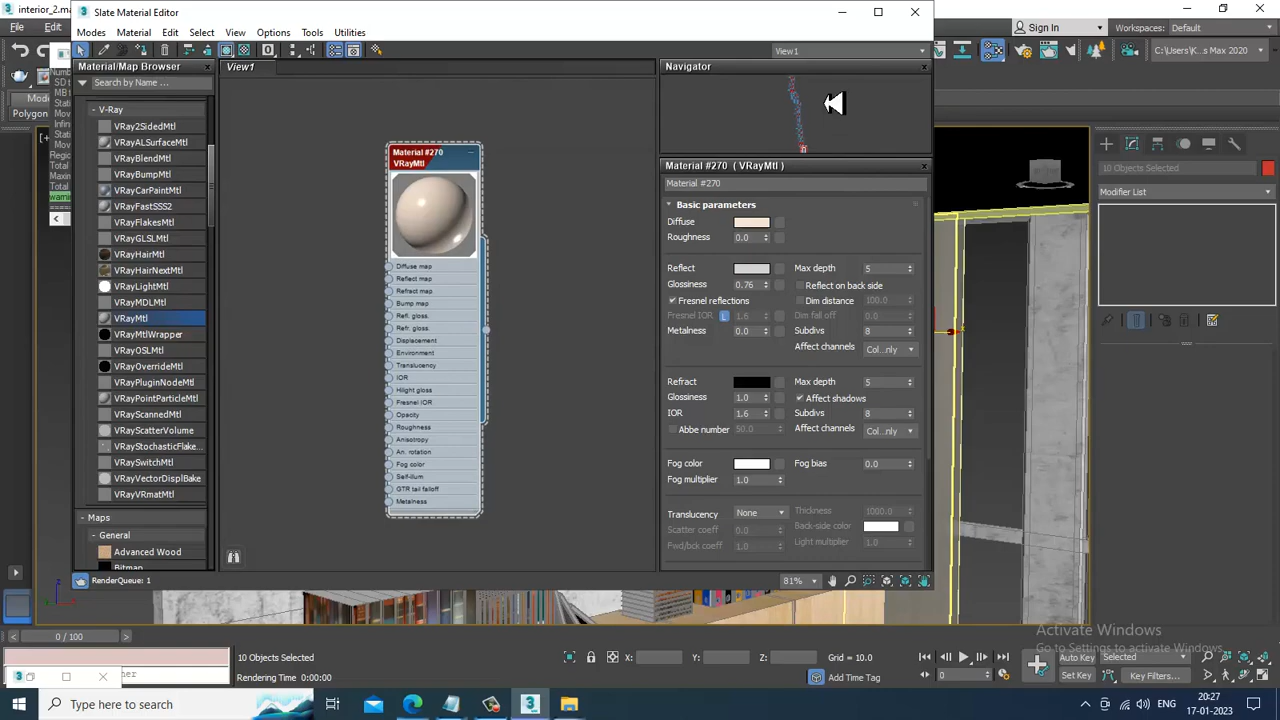 interior_2.ma
Slate Material Editor
File
Modes
Material
Edit
Select
View
Options
Tools
Utilities
Sign In
Workspaces:
Default
View1
C:\Users\K...s Max 2020
Material/Map Browser
View1
Navigator
Search by Name ...
Mode
Polygon
- V-Ray
VRay2SidedMtl
VRayALSurfaceMtl
VRayBlendMtl
VRayBumpMtl
VRayCarPaintMtl
VRayFastSSS2
VRayFlakesMtl
VRayGLSLMtl
VRayHairMtl
VRayHairNextMtl
VRayLightMtl
VRayMDLMtl
VRayMtl
VRayMtlWrapper
VRayOSLMtl
VRayOverrideMtl
VRayPluginNodeMtl
VRayPointParticleMtl
VRayScannedMtl
VRayScatterVolume
VRayStochasticFlake...
VRaySwitchMtl
VRayVectorDisplBake
VRayVRmatMtl
- Maps
- General
Advanced Wood
Bitmap
Material #270
VRayMtl
Diffuse map
Reflect map
Refract map
Bump map
Refl. gloss.
Refr. gloss.
Displacement
Environment
Translucency
IOR
Hilight gloss
Fresnel IOR
Opacity
Roughness
Anisotropy
An. rotation
Fog color
Self-illum
GTR tail falloff
Metalness
Material #270 ( VRayMtl )
Material #270
Basic parameters
Diffuse
Roughness 0.0
Reflect
Max depth 5
Glossiness 0.76
Reflect on back side
Fresnel reflections
Dim distance 100.0
Fresnel IOR L 1.6
Dim fall off 0.0
Metalness 0.0
Subdivs 8
Affect channels Col...nly
Refract
Max depth 5
Glossiness 1.0
Affect shadows
IOR 1.6
Subdivs 8
Abbe number 50.0
Affect channels Col...nly
Fog color
Fog bias 0.0
Fog multiplier 1.0
Translucency None
Thickness 1000.0
Scatter coeff 0.0
Back-side color
Fwd/bck coeff 1.0
Light multiplier 1.0
10 Objects Selected
Modifier List
RenderQueue: 1
81%
0 / 100
10 Objects Selected
Rendering Time 0:00:00
X:
Y:
Z:
Grid = 10.0
Add Time Tag
0
Auto Key
Selected
Set Key
Key Filters...
Activate Windows
Go to Settings to activate Windows.
Type here to search
ENG
20:27
17-01-2023